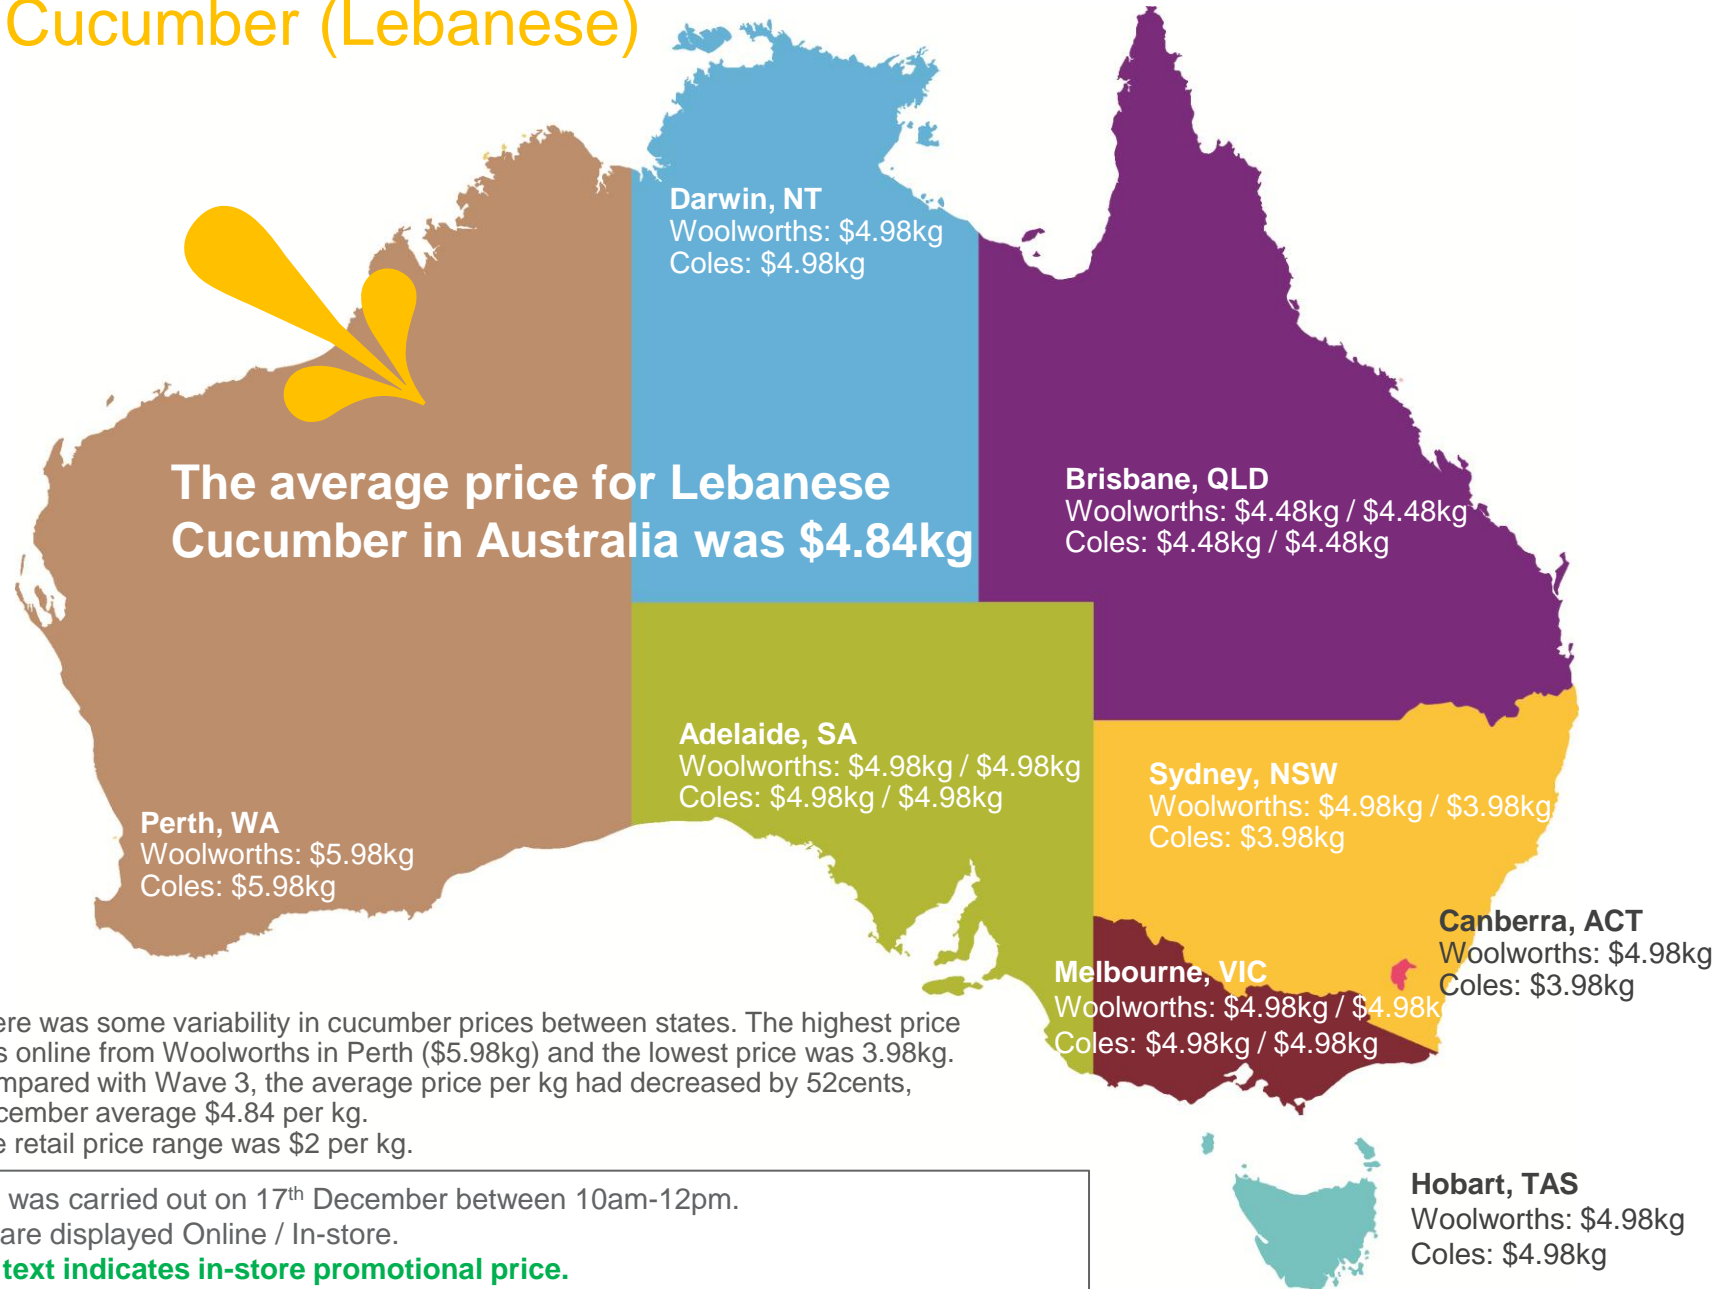 Cucumber (Lebanese)
Darwin, NT
Woolworths: $4.98kg
Coles: $4.98kg
The average price for Lebanese
Cucumber in Australia was $4.84kg
Brisbane, QLD
Woolworths: $4.48kg / $4.48kg
Coles: $4.48kg / $4.48kg
Adelaide, SA
Woolworths: $4.98kg / $4.98kg
Coles: $4.98kg / $4.98kg
Sydney, NSW
Woolworths: $4.98kg / $3.98kg
Coles: $3.98kg
Perth, WA
Woolworths: $5.98kg
Coles: $5.98kg
Canberra, ACT
Woolworths: $4.98kg
Coles: $3.98kg
Melbourne, VIC
Woolworths: $4.98kg / $4.98k
Coles: $4.98kg / $4.98kg
ere was some variability in cucumber prices between states. The highest price
s online from Woolworths in Perth ($5.98kg) and the lowest price was 3.98kg.
mpared with Wave 3, the average price per kg had decreased by 52cents,
cember average $4.84 per kg.
e retail price range was $2 per kg.
was carried out on 17th December between 10am-12pm.
are displayed Online / In-store.
text indicates in-store promotional price.
Hobart, TAS
Woolworths: $4.98kg
Coles: $4.98kg